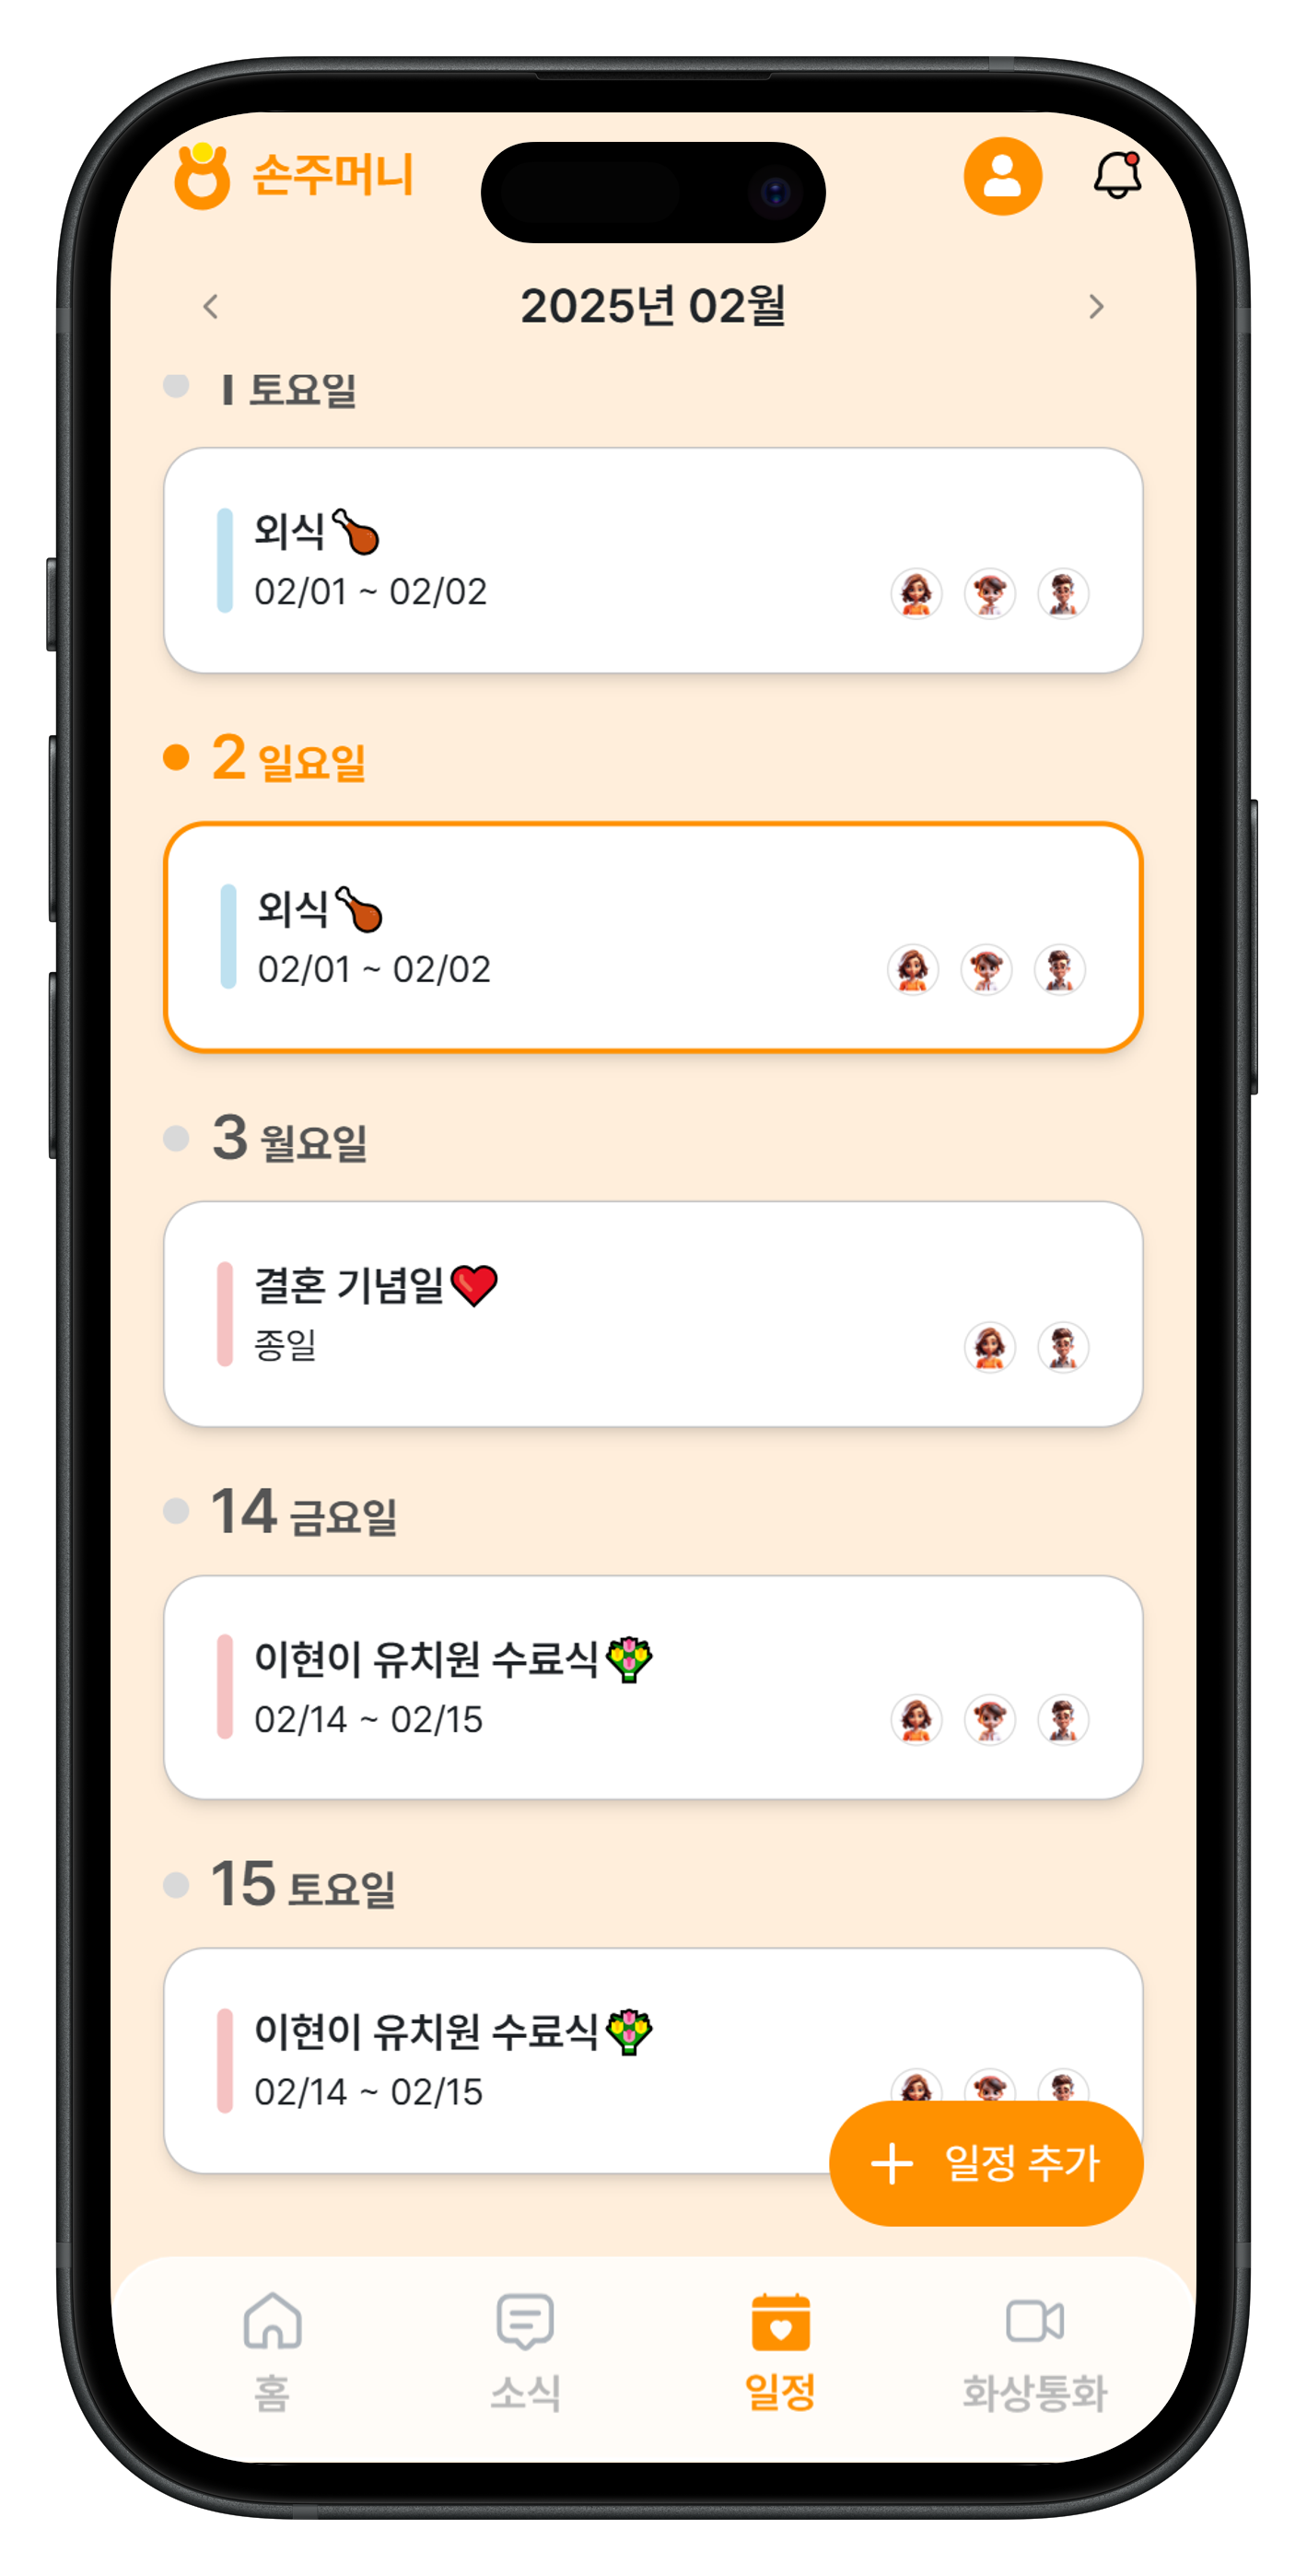 손주머니
2025년 02월
1 토요일
외식
02/01 ~ 02/02
2 일요일
외식
02/01 ~ 02/02
3 월요일
결혼 기념일
종일
14 금요일
이현이 유치원 수료식
02/14 ~ 02/15
15 토요일
이현이 유치원 수료식
02/14 ~ 02/15
일정 추가
홈
소식
일정
화상통화